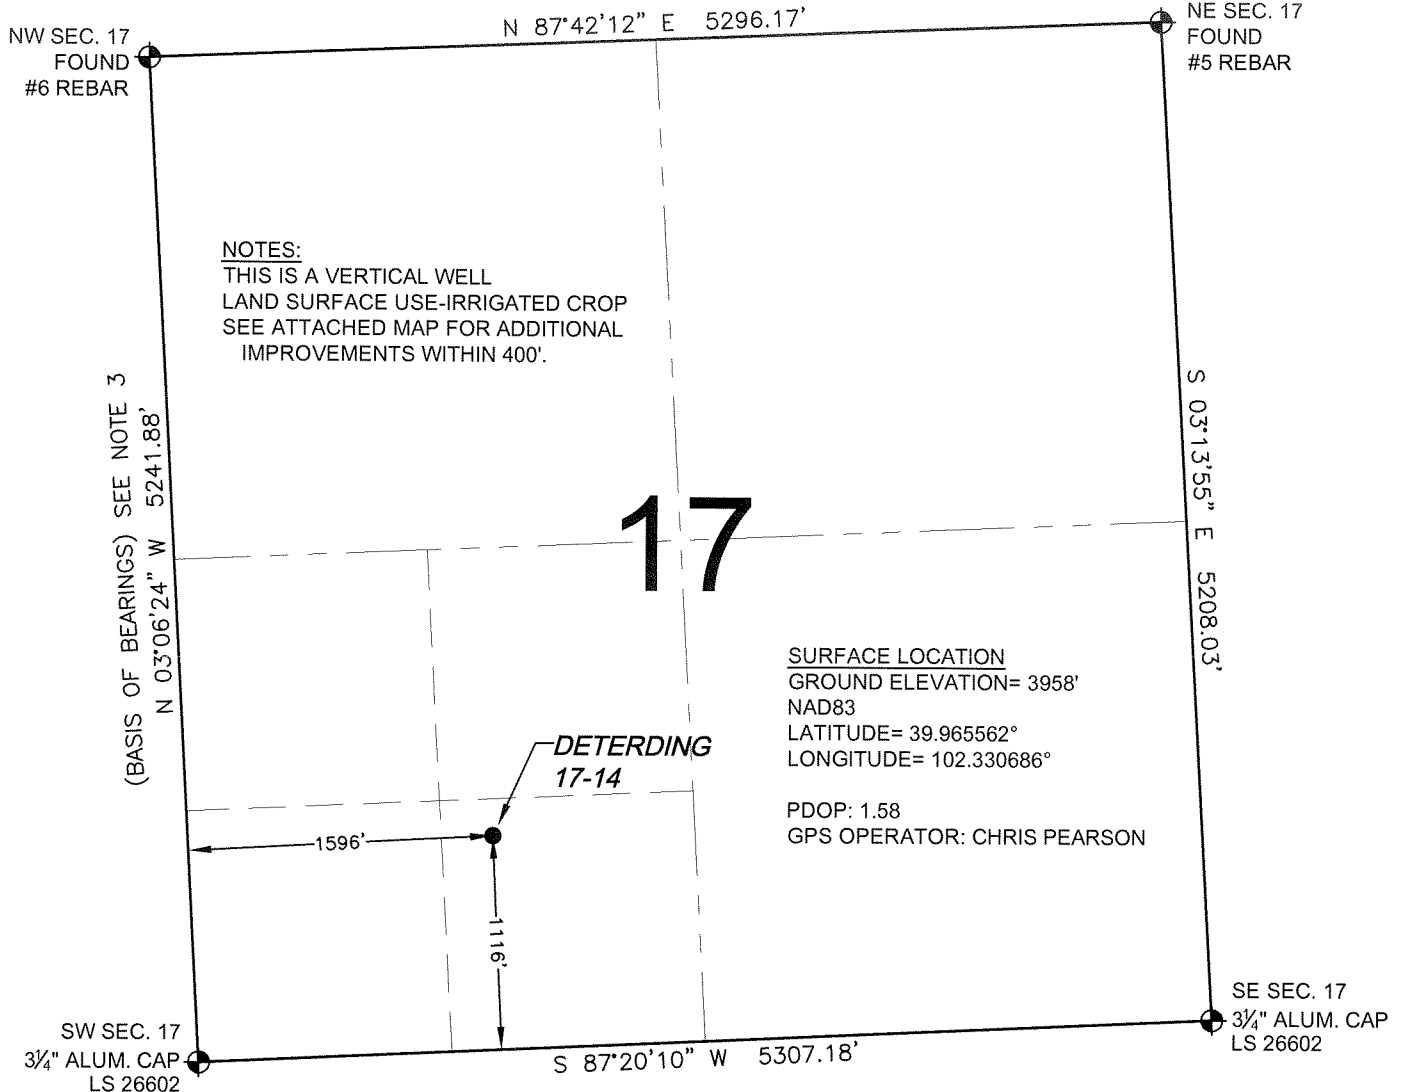 N 87°42'12" E 5296.17'
NW SEC. 17
FOUND
#6 REBAR
NE SEC. 17
FOUND
#5 REBAR
NOTES:
THIS IS A VERTICAL WELL
LAND SURFACE USE-IRRIGATED CROP
SEE ATTACHED MAP FOR ADDITIONAL
IMPROVEMENTS WITHIN 400'.
(BASIS OF BEARINGS) SEE NOTE 3
N 03°06'24" W 5241.88'
S 03°13'55" E 5208.03'
17
SURFACE LOCATION
GROUND ELEVATION= 3958'
NAD83
LATITUDE= 39.965562°
LONGITUDE= 102.330686°
PDOP: 1.58
GPS OPERATOR: CHRIS PEARSON
DETERDING
17-14
1596'
1116'
SW SEC. 17
3¼" ALUM. CAP
LS 26602
S 87°20'10" W 5307.18'
SE SEC. 17
3¼" ALUM. CAP
LS 26602